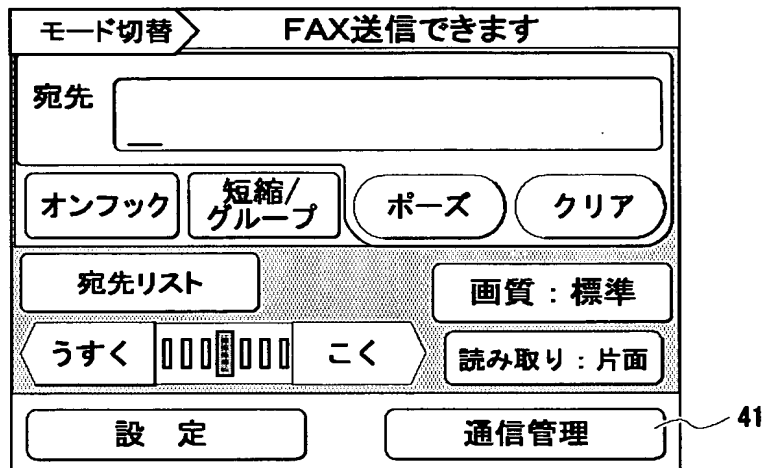 モード切替 FAX送信できます
宛先
オンフック 短縮/グループ ポーズ クリア
宛先リスト 画質：標準
うすく こく 読み取り：片面
設 定 通信管理 41